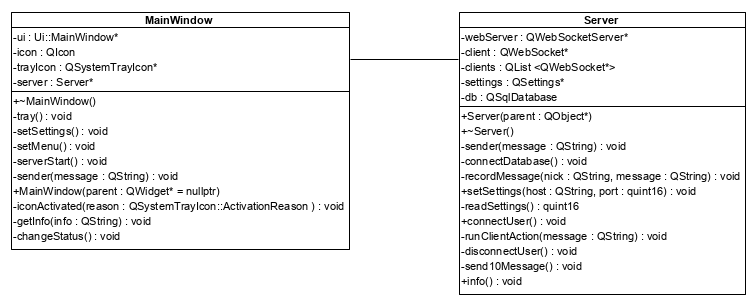 MainWindow
-ui : Ui::MainWindow*
-icon : QIcon
-trayIcon : QSystemTrayIcon*
-server : Server*
+~MainWindow()
-tray() : void
-setSettings() : void
-setMenu() : void
-serverStart() : void
-sender(message : QString) : void
+MainWindow(parent : QWidget* = nullptr)
-iconActivated(reason : QSystemTrayIcon::ActivationReason ) : void
-getInfo(info : QString) : void
-changeStatus() : void
Server
-webServer : QWebSocketServer*
-client : QWebSocket*
-clients : QList <QWebSocket*>
-settings : QSettings*
-db : QSqlDatabase
+Server(parent : QObject*)
+~Server()
-sender(message : QString) : void
-connectDatabase() : void
-recordMessage(nick : QString, message : QString) : void
+setSettings(host : QString, port : quint16) : void
-readSettings() : quint16
+connectUser() : void
-runClientAction(message : QString) : void
-disconnectUser() : void
-send10Message() : void
+info() : void